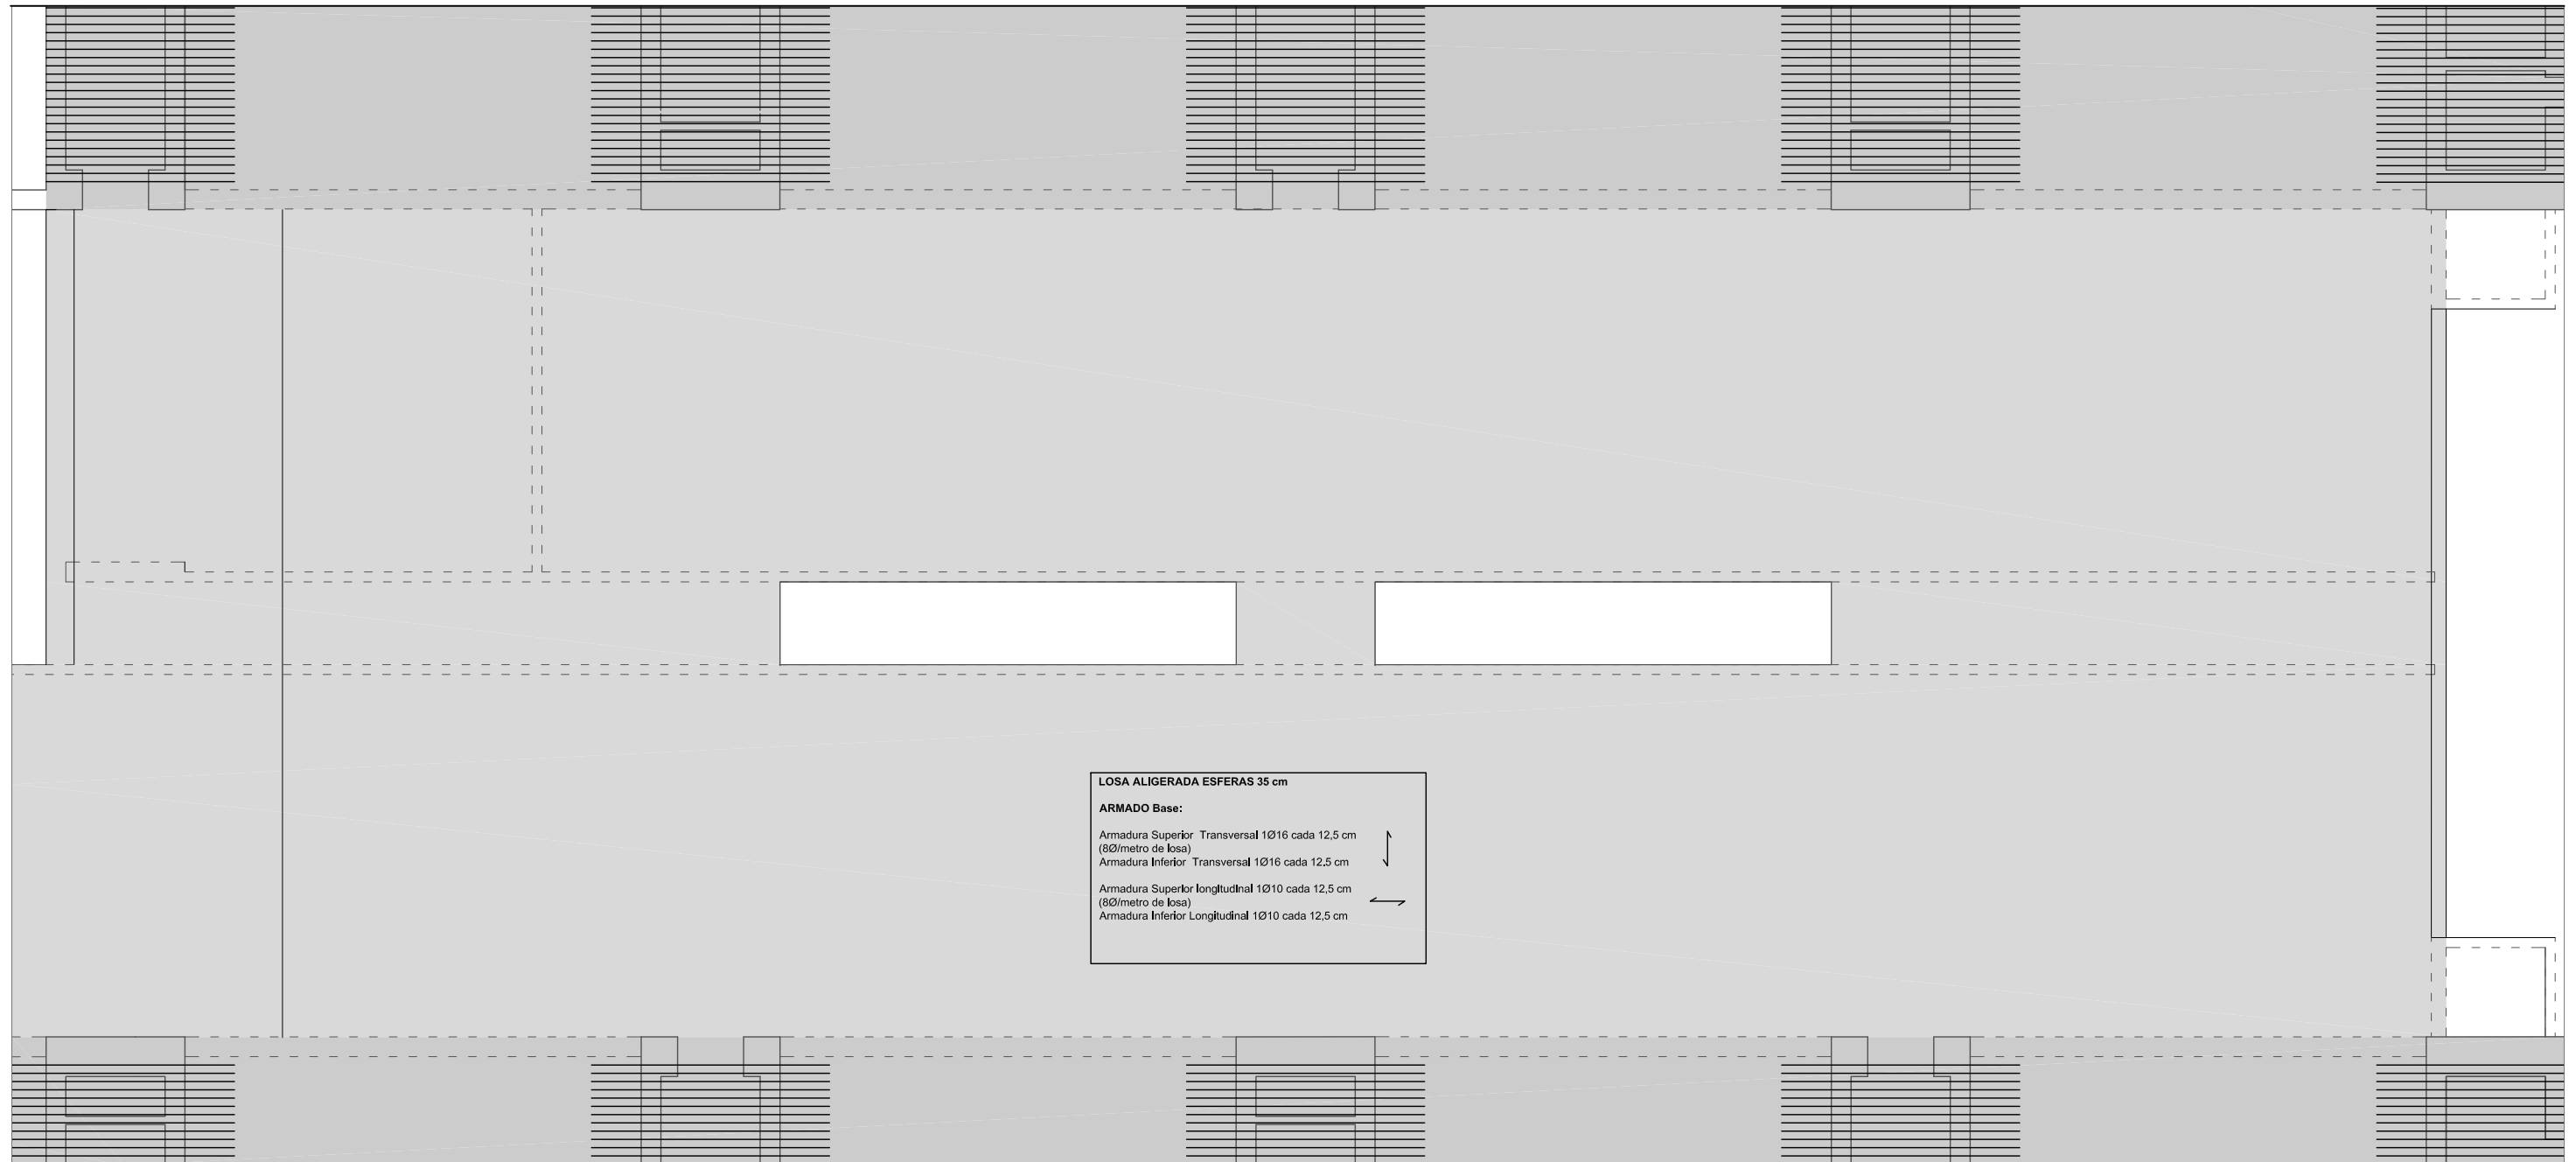 LOSA ALIGERADA ESFERAS 35 cm
ARMADO Base:
Armadura Superior Transversal 1Ø16 cada 12,5 cm
(8Ø/metro de losa)
Armadura Inferior Transversal 1Ø16 cada 12,5 cm
Armadura Superior longitudinal 1Ø10 cada 12,5 cm
(8Ø/metro de losa)
Armadura Inferior Longitudinal 1Ø10 cada 12,5 cm